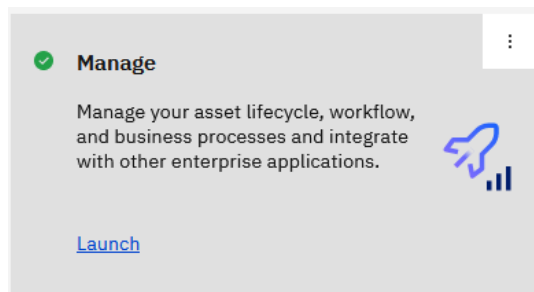 Manage
Manage your asset lifecycle, workflow,
and business processes and integrate
with other enterprise applications.
Launch